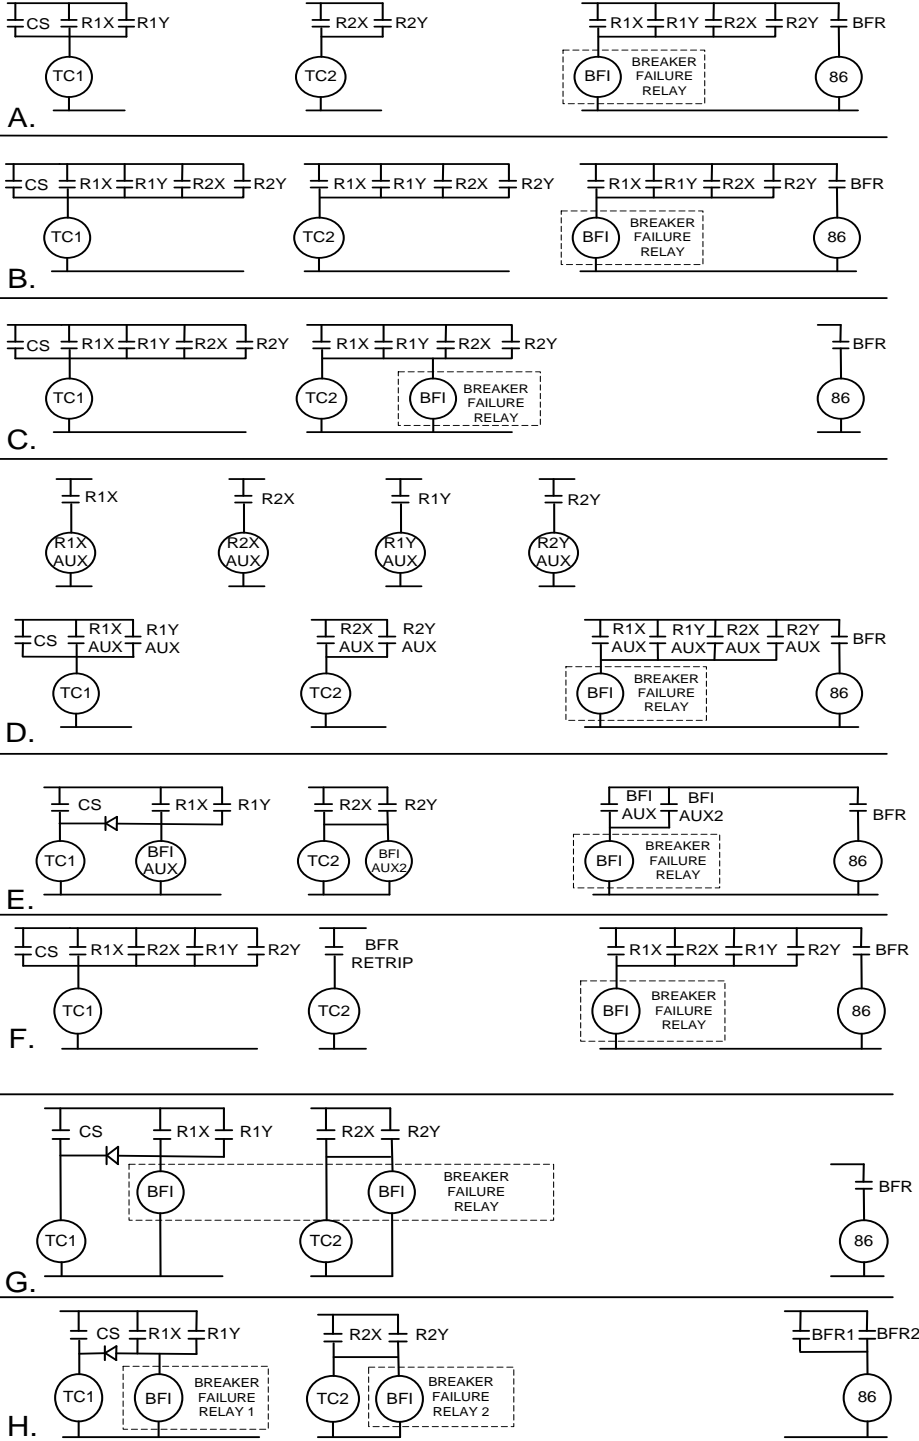 CS R1X R1Y R2X R2Y R1X R1Y R2X R2Y BFR
TC1 TC2 BFI BREAKER FAILURE RELAY 86
A.
CS R1X R1Y R2X R2Y R1X R1Y R2X R2Y R1X R1Y R2X R2Y BFR
TC1 TC2 BFI BREAKER FAILURE RELAY 86
B.
CS R1X R1Y R2X R2Y R1X R1Y R2X R2Y BFR
TC1 TC2 BFI BREAKER FAILURE RELAY 86
C.
R1X R2X R1Y R2Y
R1X AUX R2X AUX R1Y AUX R2Y AUX
CS R1X AUX R1Y AUX R2X AUX R2Y AUX R1X AUX R1Y AUX R2X AUX R2Y AUX BFR
TC1 TC2 BFI BREAKER FAILURE RELAY 86
D.
CS R1X R1Y R2X R2Y BFI AUX BFI AUX2 BFR
TC1 BFI AUX TC2 BFI AUX2 BFI BREAKER FAILURE RELAY 86
E.
CS R1X R2X R1Y R2Y BFR RETRIP R1X R2X R1Y R2Y BFR
TC1 TC2 BFI BREAKER FAILURE RELAY 86
F.
CS R1X R1Y R2X R2Y BFR
BFI BFI BREAKER FAILURE RELAY
TC1 TC2 86
G.
CS R1X R1Y R2X R2Y BFR1 BFR2
TC1 BFI BREAKER FAILURE RELAY 1 TC2 BFI BREAKER FAILURE RELAY 2 86
H.